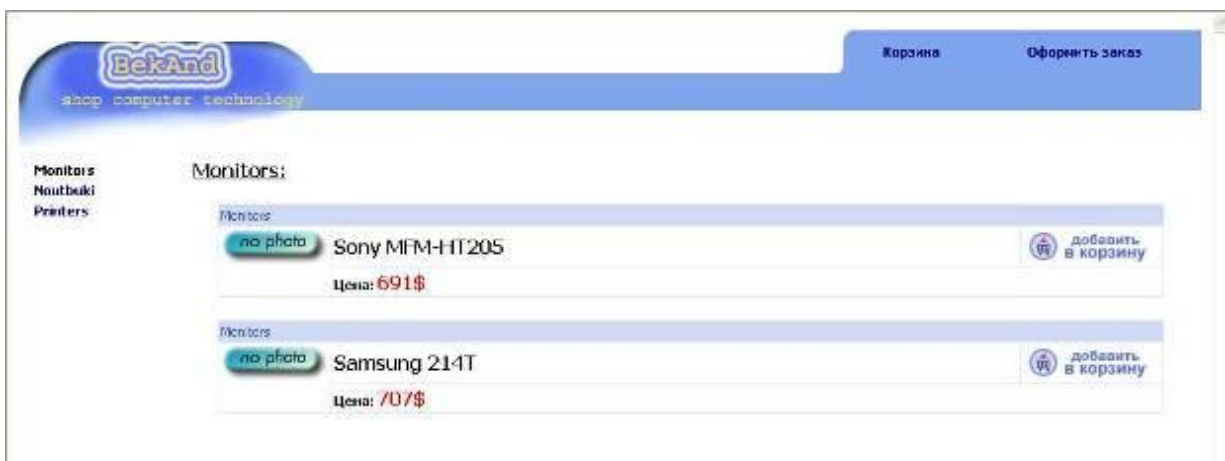 BekAnd
shop computer technology
Корзина Оформить заказ
Monitors
Noutbuki
Printers
Monitors:
Monitors
no photo Sony MFM-HT205 добавить в корзину
Цена: 691$
Monitors
no photo Samsung 214T добавить в корзину
Цена: 707$